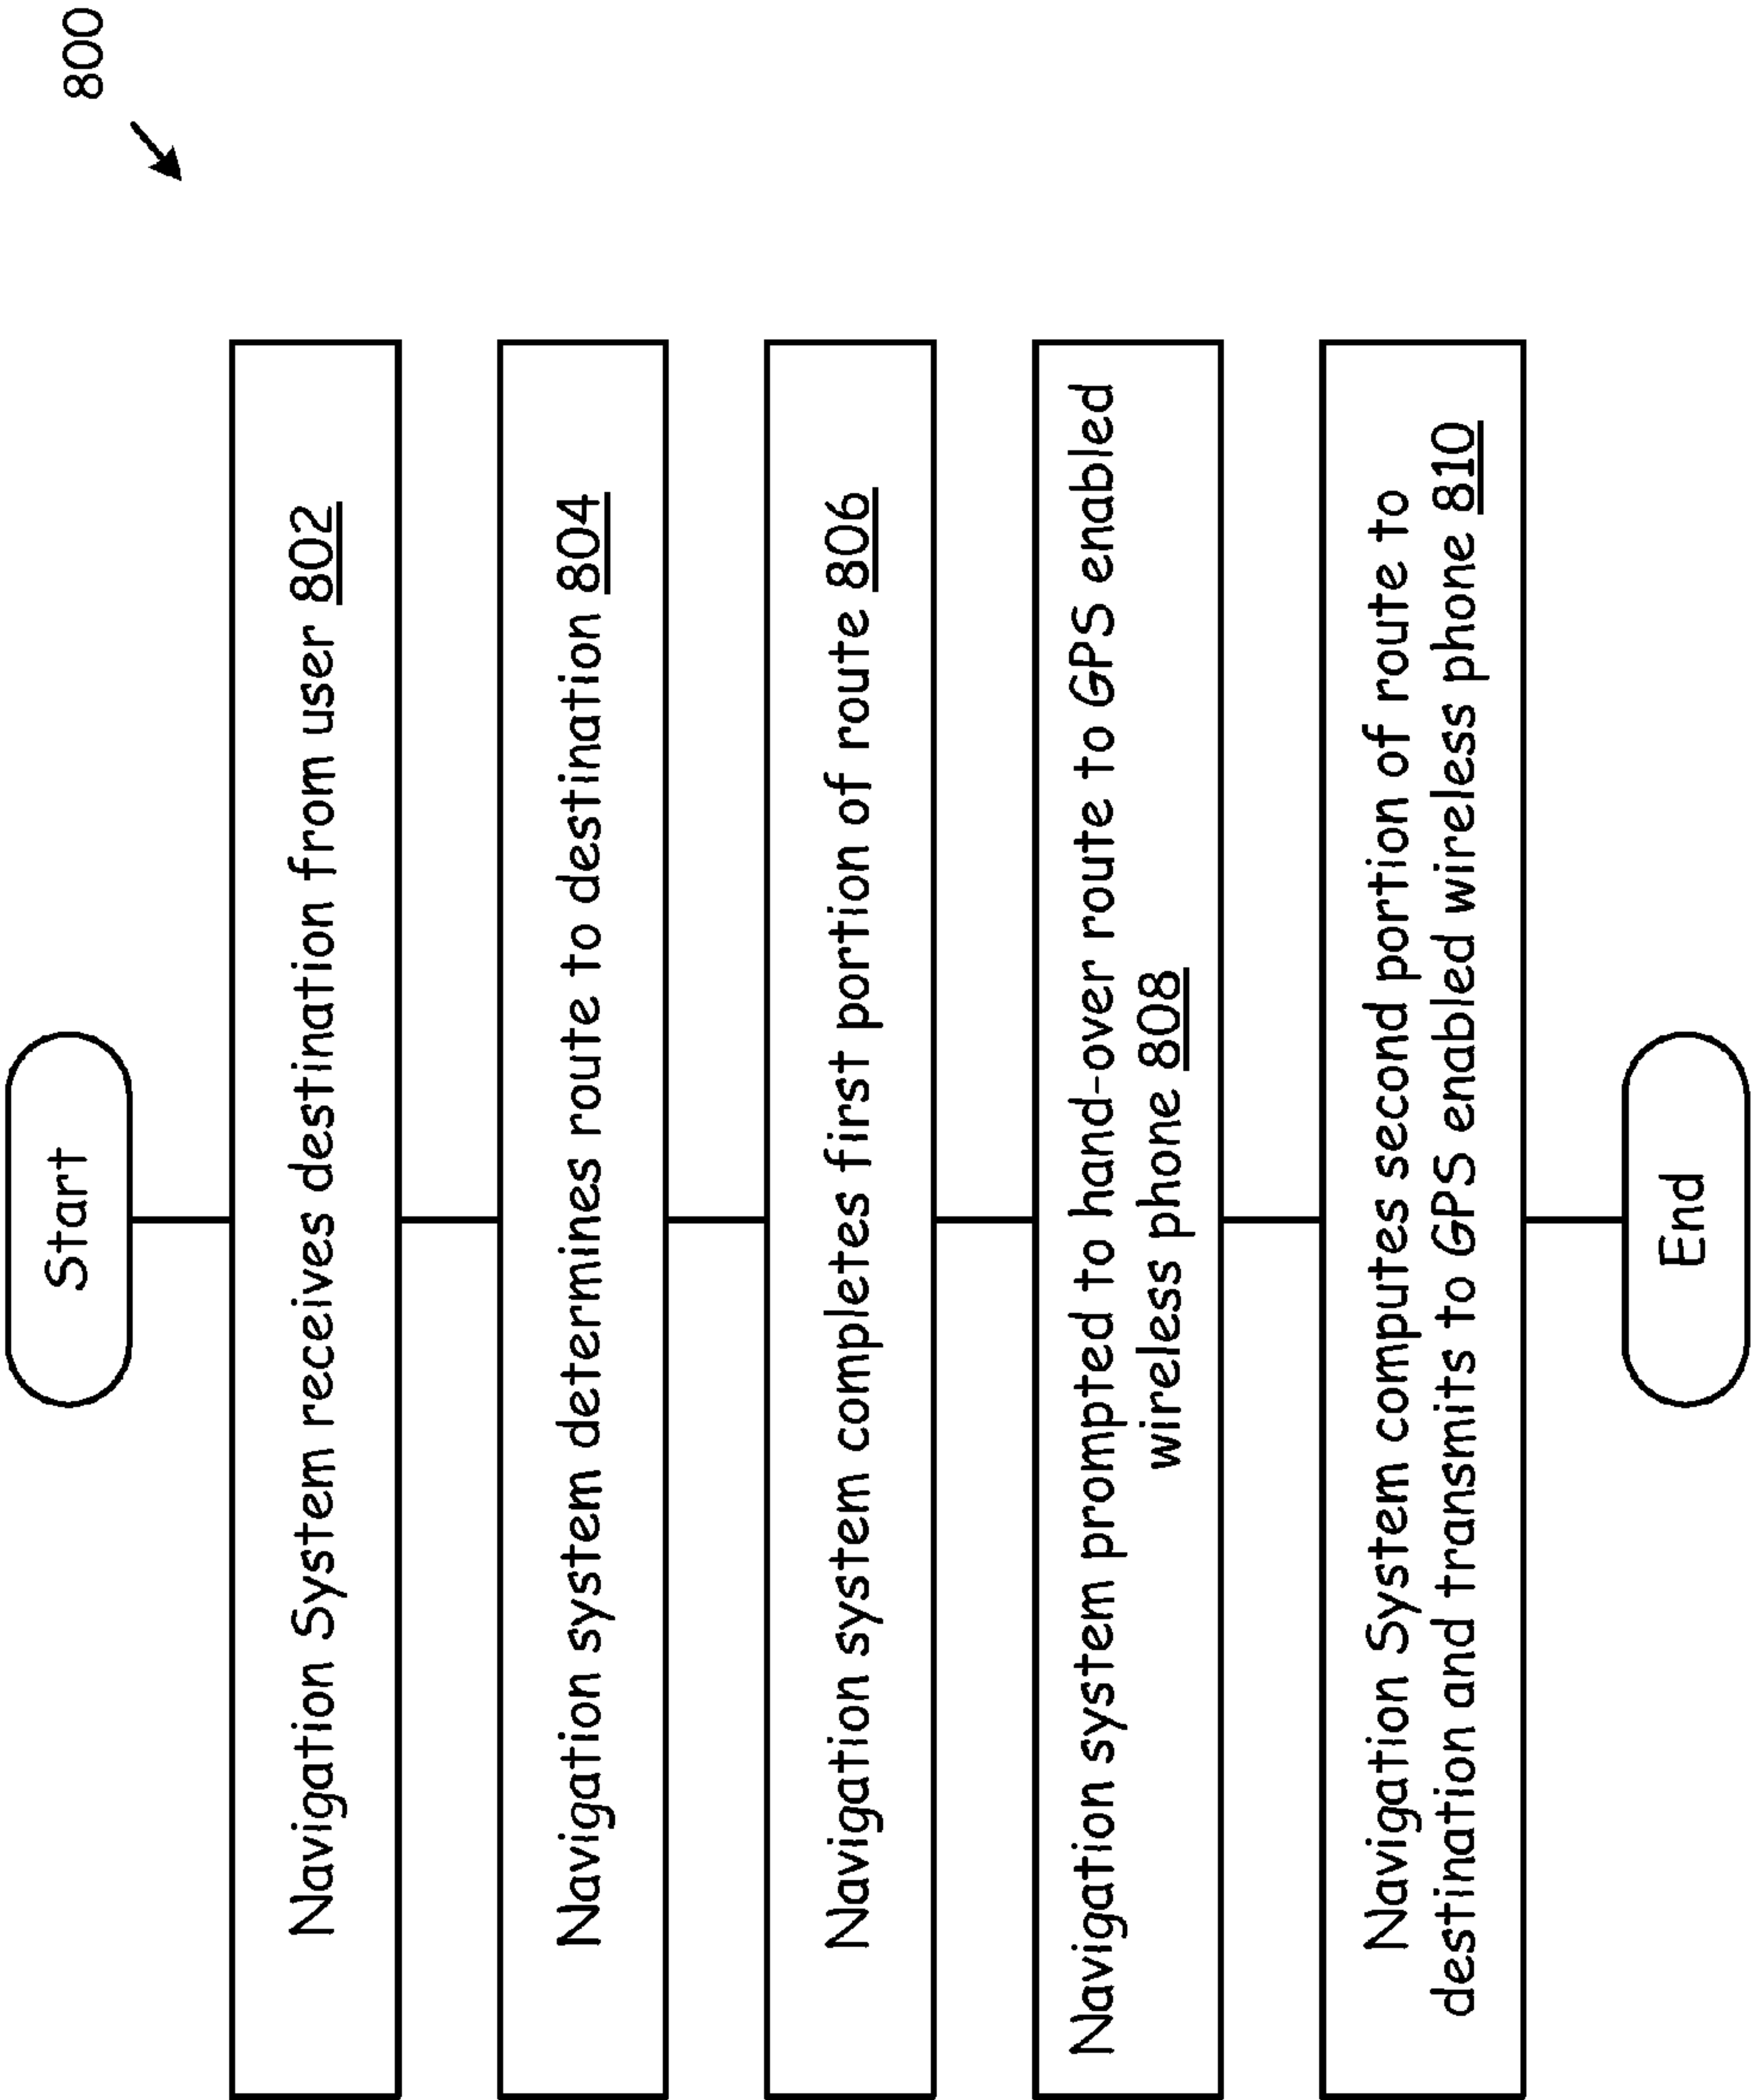 800
Start
Navigation System receives destination from user 802
Navigation system determines route to destination 804
Navigation system completes first portion of route 806
Navigation system prompted to hand-over route to GPS enabled
wireless phone 808
Navigation System computes second portion of route to
destination and transmits to GPS enabled wireless phone 810
End